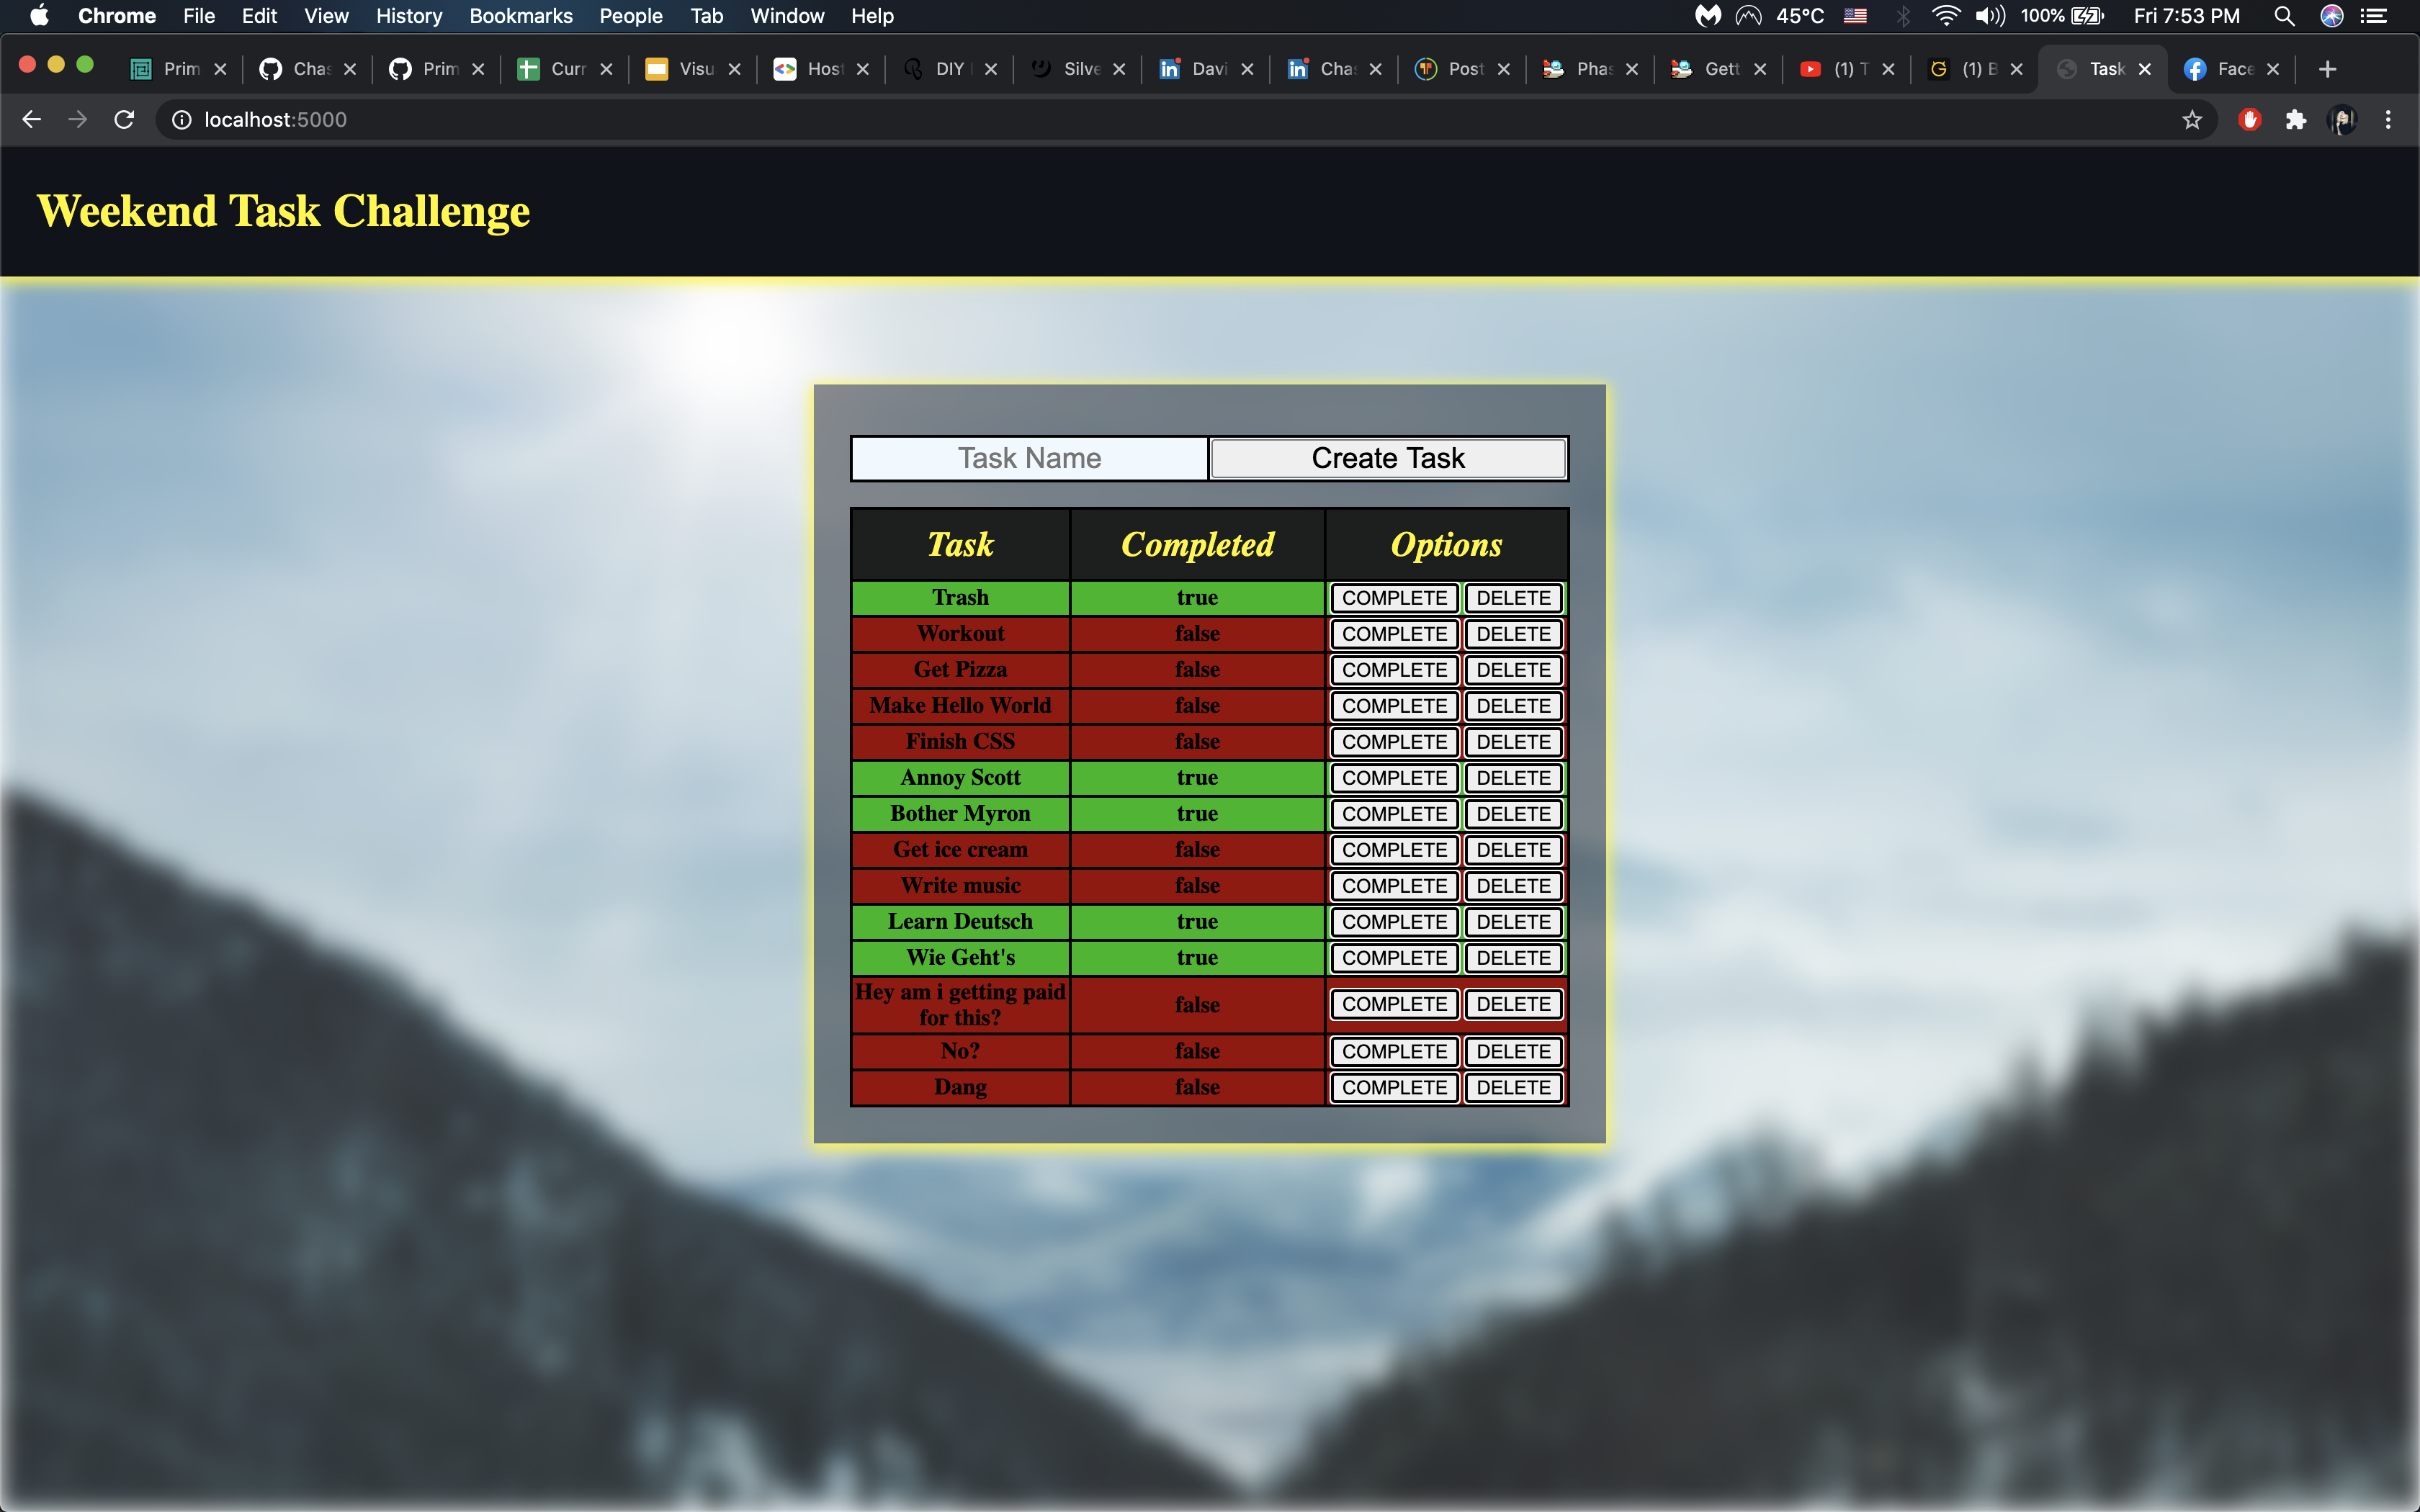 Chrome File Edit View History Bookmarks People Tab Window Help 45°C 100% Fri 7:53 PM
Prim Chas Prim Curr Visu Host DIY Silve Davi Chas Post Phas Gett (1) T (1) B Task Face
localhost:5000
Weekend Task Challenge
Task Name Create Task
Task Completed Options
Trash true COMPLETE DELETE
Workout false COMPLETE DELETE
Get Pizza false COMPLETE DELETE
Make Hello World false COMPLETE DELETE
Finish CSS false COMPLETE DELETE
Annoy Scott true COMPLETE DELETE
Bother Myron true COMPLETE DELETE
Get ice cream false COMPLETE DELETE
Write music false COMPLETE DELETE
Learn Deutsch true COMPLETE DELETE
Wie Geht's true COMPLETE DELETE
Hey am i getting paid
for this? false COMPLETE DELETE
No? false COMPLETE DELETE
Dang false COMPLETE DELETE